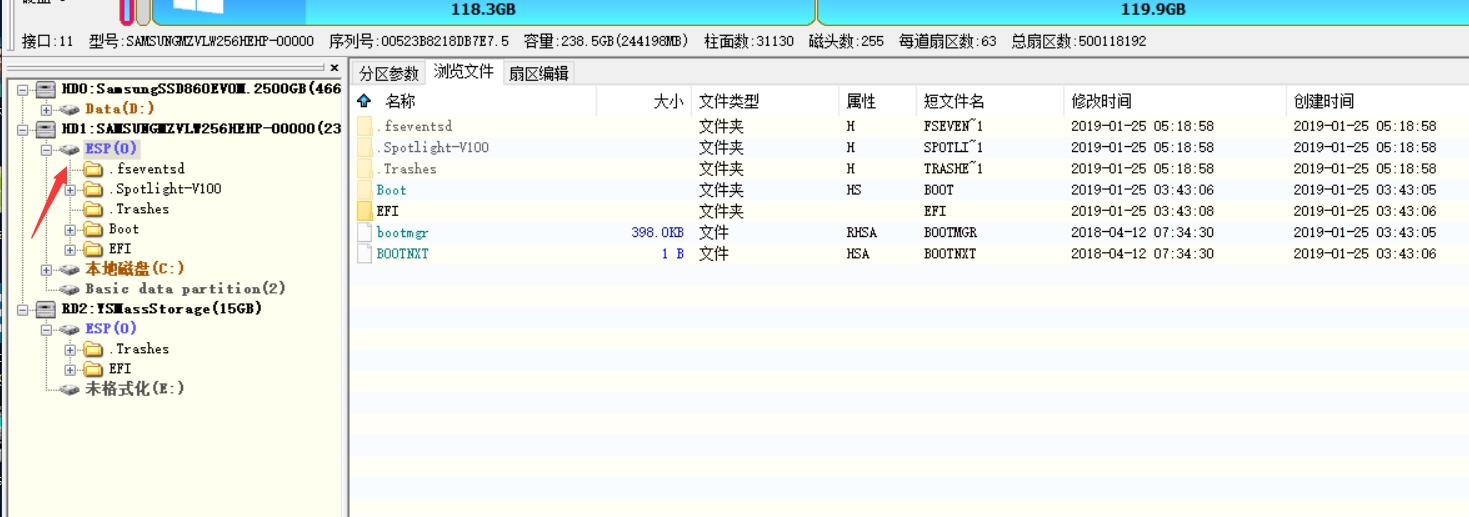 118.3GB 119.9GB
接口:11 型号:SAMSUNGMZVLW256HEHP-00000 序列号:00523B8218DB7E7.5 容量:238.5GB(244198MB) 柱面数:31130 磁头数:255 每道扇区数:63 总扇区数:500118192
分区参数 浏览文件 扇区编辑
HD0:SamsungSSD860EVOM.2500GB(466
Data(D:)
HD1:SAMSUNGMZVLW256HEHP-00000(23
ESP(0)
.fseventsd
.Spotlight-V100
.Trashes
Boot
EFI
本地磁盘(C:)
Basic data partition(2)
RD2:YSMassStorage(15GB)
ESP(0)
.Trashes
EFI
未格式化(E:)
名称 大小 文件类型 属性 短文件名 修改时间 创建时间
.fseventsd 文件夹 H FSEVEN~1 2019-01-25 05:18:58 2019-01-25 05:18:58
.Spotlight-V100 文件夹 H SPOTLI~1 2019-01-25 05:18:58 2019-01-25 05:18:58
.Trashes 文件夹 H TRASHE~1 2019-01-25 05:18:58 2019-01-25 05:18:58
Boot 文件夹 HS BOOT 2019-01-25 03:43:06 2019-01-25 03:43:05
EFI 文件夹 EFI 2019-01-25 03:43:08 2019-01-25 03:43:06
bootmgr 398.0KB 文件 RHSA BOOTMGR 2018-04-12 07:34:30 2019-01-25 03:43:05
BOOTNXT 1 B 文件 HSA BOOTNXT 2018-04-12 07:34:30 2019-01-25 03:43:06